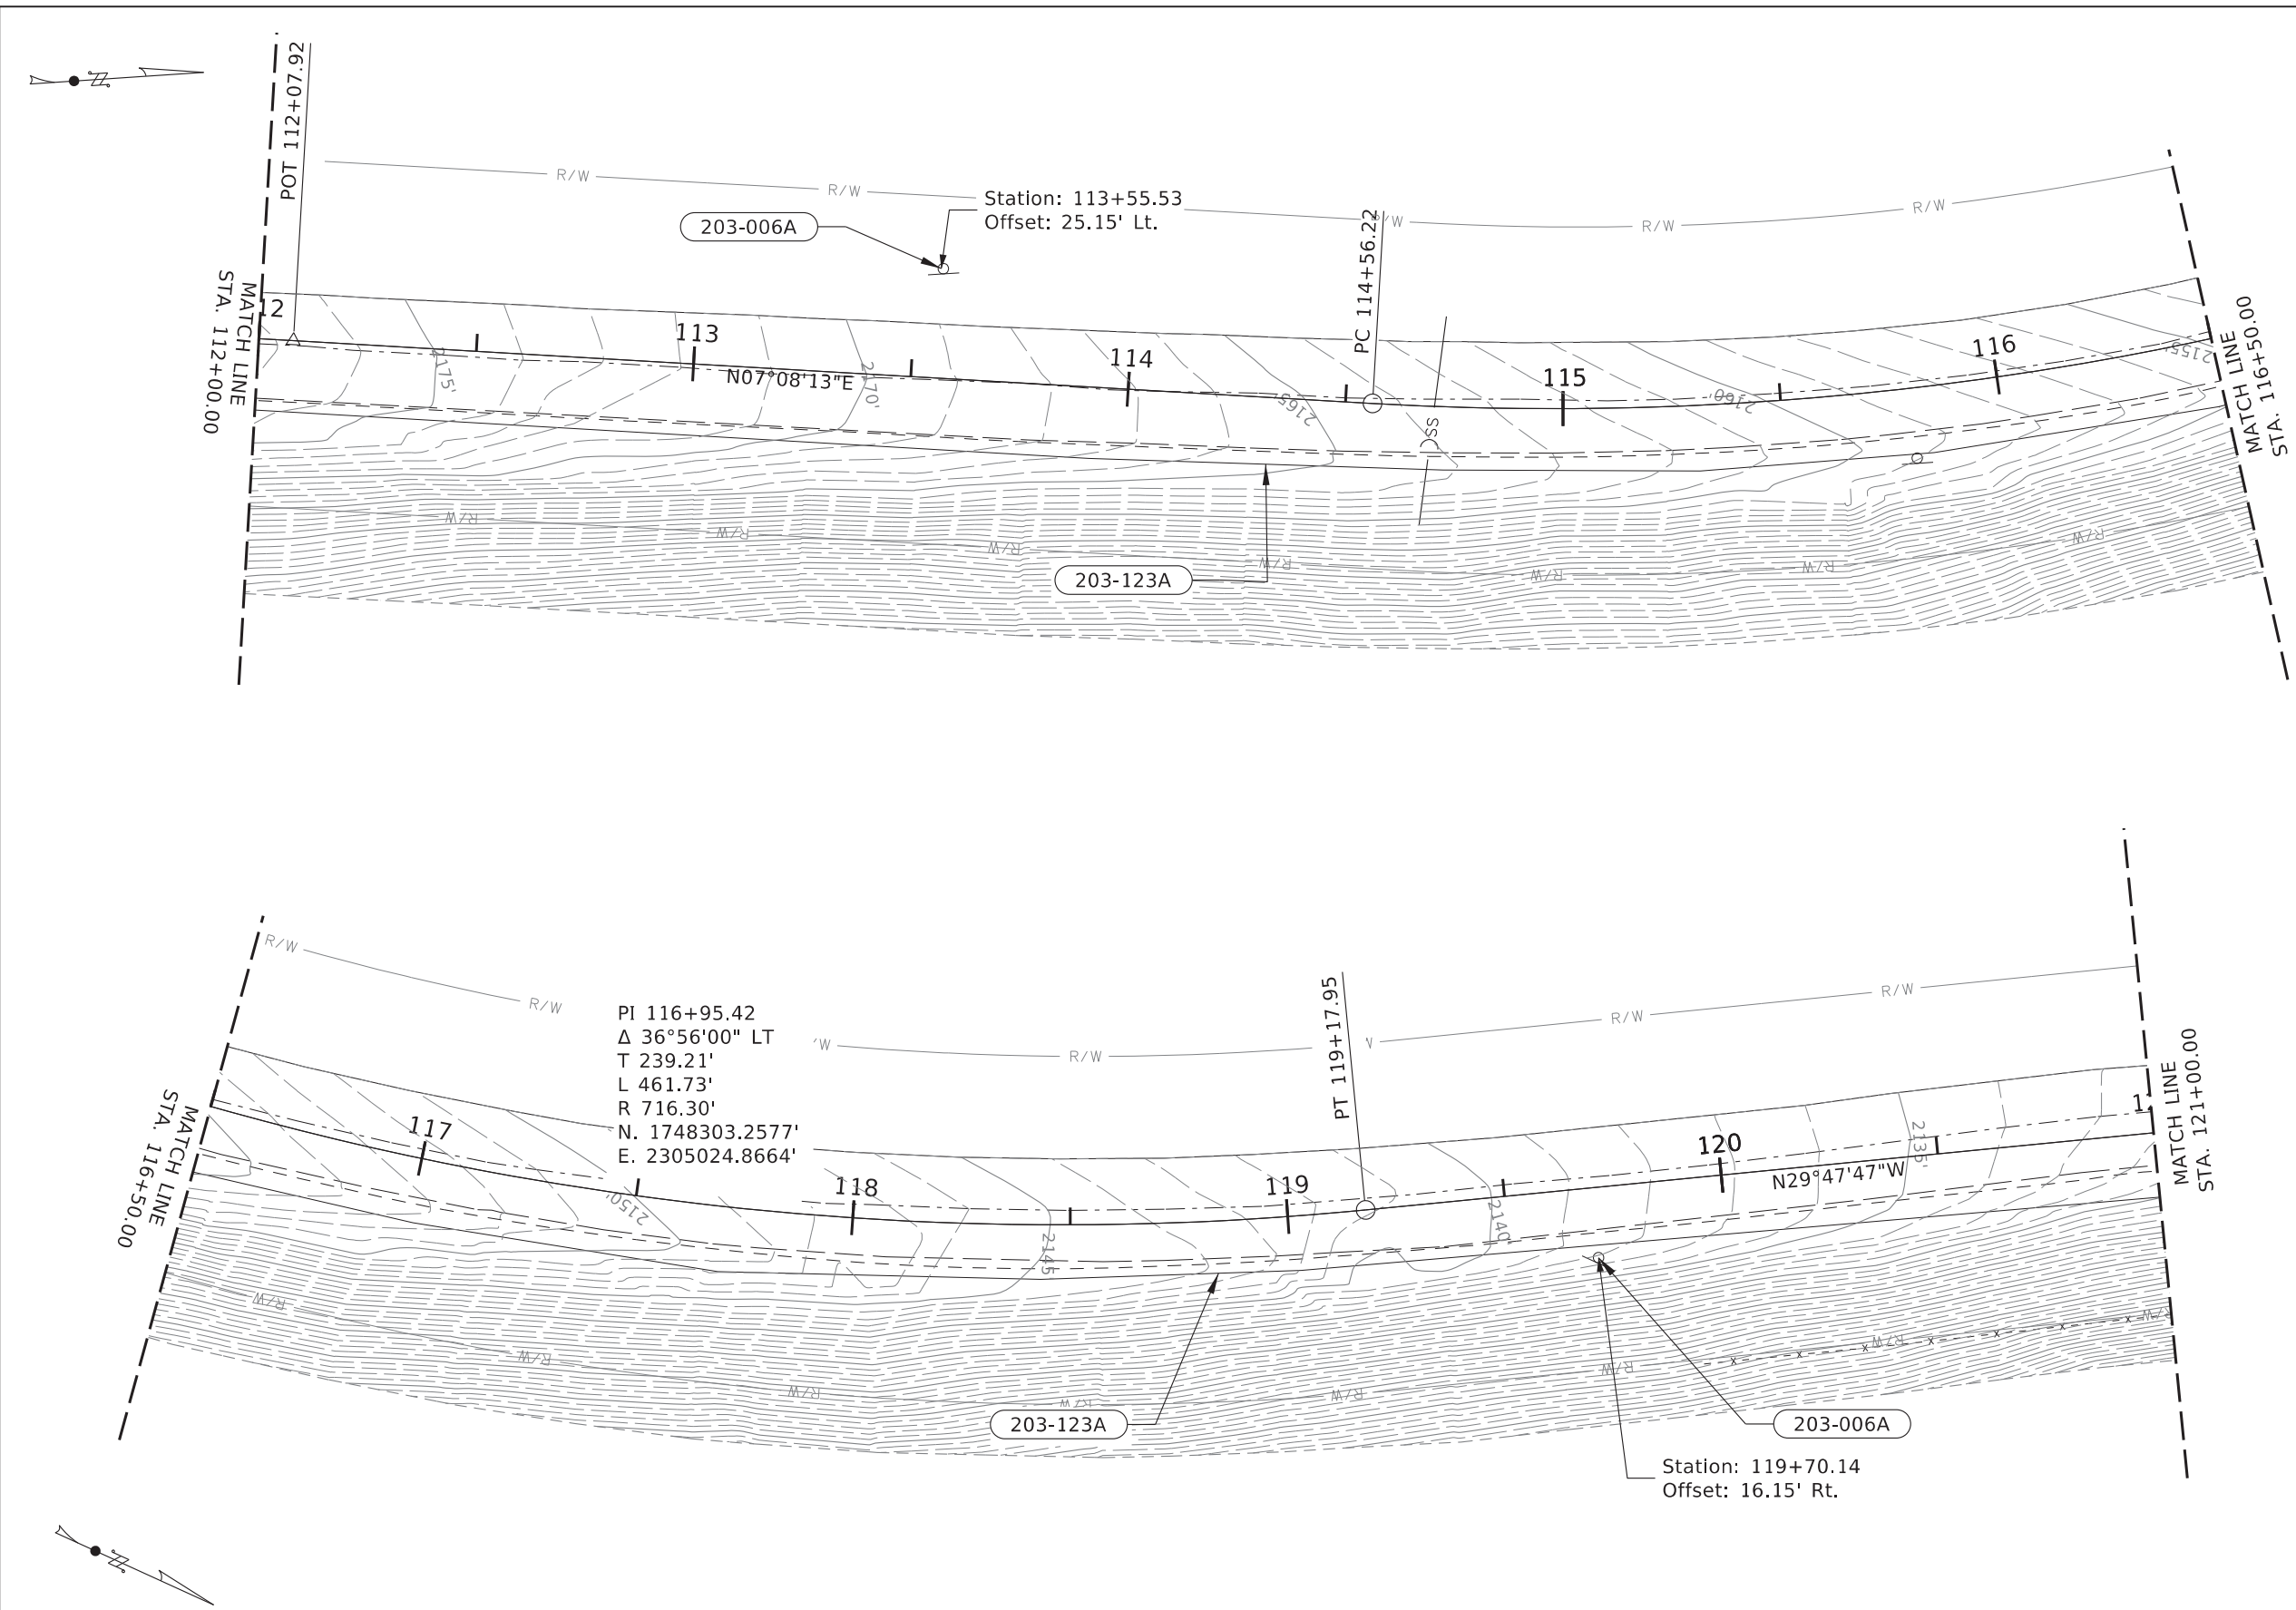 POT 112+07.92
R/W
R/W
Station: 113+55.53
Offset: 25.15' Lt.
203-006A
R/W
R/W
R/W
PC 114+56.22
MATCH LINE
STA. 112+00.00
12
2175'
113
N07°08'13"E
2170'
114
2165'
SS
115
2160'
116
2155'
MATCH LINE
STA. 116+50.00
R/W
R/W
R/W
R/W
R/W
R/W
R/W
203-123A
R/W
R/W
PI 116+95.42
Δ 36°56'00" LT
T 239.21'
L 461.73'
R 716.30'
N. 1748303.2577'
E. 2305024.8664'
'W
R/W
R/W
R/W
PT 119+17.95
MATCH LINE
STA. 116+50.00
117
2150'
118
2145
119
2140'
120
N29°47'47"W
2135'
MATCH LINE
STA. 121+00.00
R/W
R/W
R/W
R/W
R/W
R/W
R/W
R/W
203-123A
203-006A
Station: 119+70.14
Offset: 16.15' Rt.